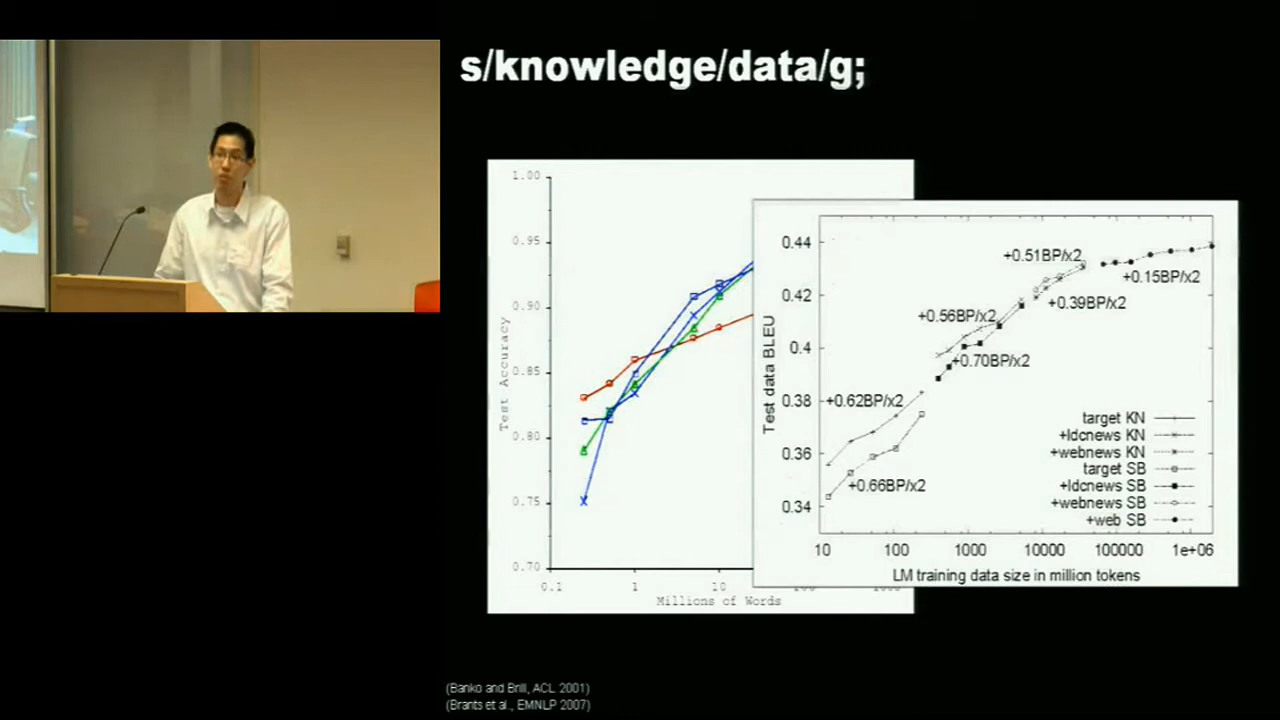 s/knowledge/data/g;
1.00
0.95
0.90
0.85
0.80
0.75
0.70
0.1
1
10
Test Accuracy
Millions of Words
0.44
0.42
0.4
0.38
0.36
0.34
Test data BLEU
+0.51BP/x2
+0.15BP/x2
+0.39BP/x2
+0.56BP/x2
+0.70BP/x2
+0.62BP/x2
+0.66BP/x2
target KN
+ldcnews KN
+webnews KN
target SB
+ldcnews SB
+webnews SB
+web SB
10
100
1000
10000
100000
1e+06
LM training data size in million tokens
(Banko and Brill, ACL 2001)
(Brants et al., EMNLP 2007)